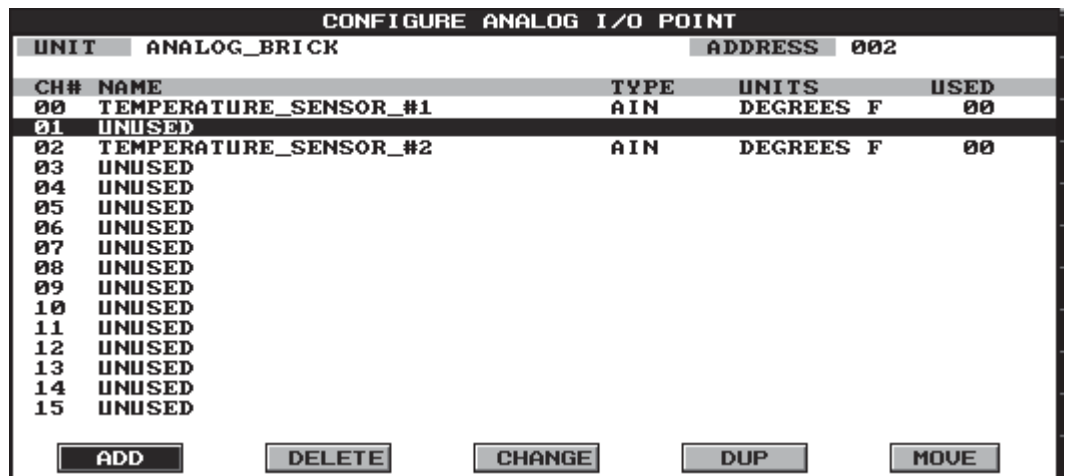 CONFIGURE ANALOG I/O POINT
UNIT ANALOG_BRICK ADDRESS 002
CH# NAME TYPE UNITS USED
00 TEMPERATURE_SENSOR_#1 AIN DEGREES F 00
01 UNUSED
02 TEMPERATURE_SENSOR_#2 AIN DEGREES F 00
03 UNUSED
04 UNUSED
05 UNUSED
06 UNUSED
07 UNUSED
08 UNUSED
09 UNUSED
10 UNUSED
11 UNUSED
12 UNUSED
13 UNUSED
14 UNUSED
15 UNUSED
ADD DELETE CHANGE DUP MOVE